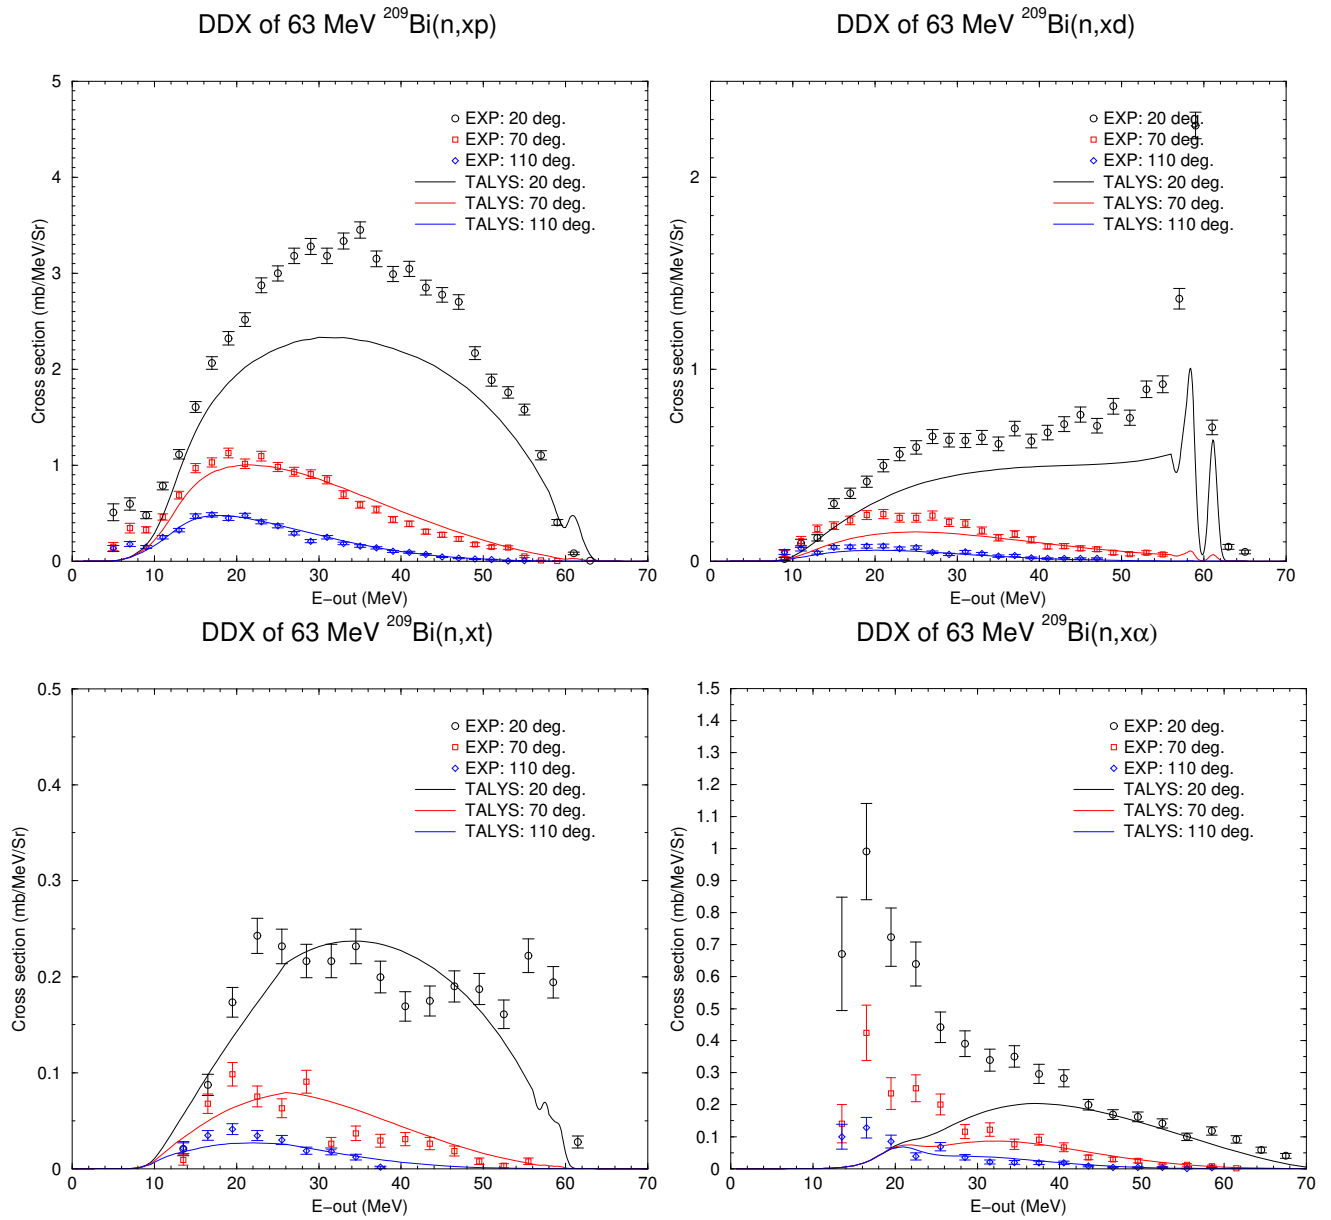 DDX of 63 MeV ²⁰⁹Bi(n,xp)
5
4
3
2
1
0
Cross section (mb/MeV/Sr)
EXP: 20 deg.
EXP: 70 deg.
EXP: 110 deg.
TALYS: 20 deg.
TALYS: 70 deg.
TALYS: 110 deg.
0 10 20 30 40 50 60 70
E−out (MeV)
DDX of 63 MeV ²⁰⁹Bi(n,xd)
2
1
0
Cross section (mb/MeV/Sr)
EXP: 20 deg.
EXP: 70 deg.
EXP: 110 deg.
TALYS: 20 deg.
TALYS: 70 deg.
TALYS: 110 deg.
0 10 20 30 40 50 60 70
E−out (MeV)
DDX of 63 MeV ²⁰⁹Bi(n,xt)
0.5
0.4
0.3
0.2
0.1
0
Cross section (mb/MeV/Sr)
EXP: 20 deg.
EXP: 70 deg.
EXP: 110 deg.
TALYS: 20 deg.
TALYS: 70 deg.
TALYS: 110 deg.
0 10 20 30 40 50 60 70
E−out (MeV)
DDX of 63 MeV ²⁰⁹Bi(n,xα)
1.5
1.4
1.3
1.2
1.1
1
0.9
0.8
0.7
0.6
0.5
0.4
0.3
0.2
0.1
0
Cross section (mb/MeV/Sr)
EXP: 20 deg.
EXP: 70 deg.
EXP: 110 deg.
TALYS: 20 deg.
TALYS: 70 deg.
TALYS: 110 deg.
0 10 20 30 40 50 60 70
E−out (MeV)